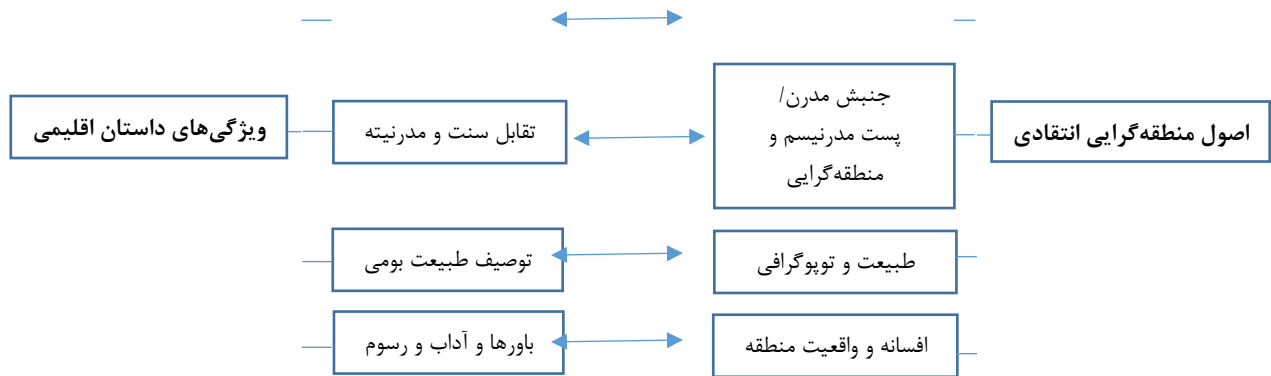 اصول منطقه‌گرایی انتقادی
جنبش مدرن/
پست مدرنیسم و
منطقه‌گرایی
تقابل سنت و مدرنیته
ویژگی‌های داستان اقلیمی
طبیعت و توپوگرافی
توصیف طبیعت بومی
افسانه و واقعیت منطقه
باورها و آداب و رسوم